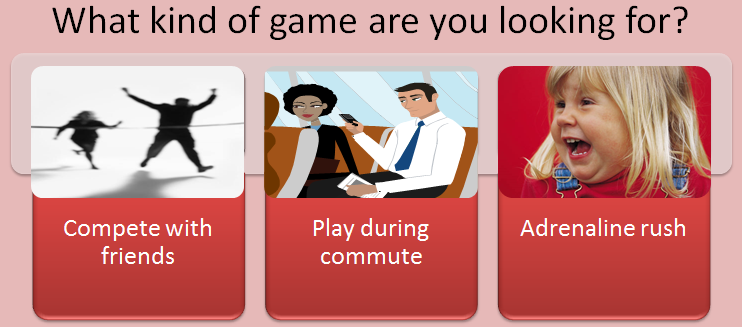 What kind of game are you looking for?
Compete with
friends
Play during
commute
Adrenaline rush